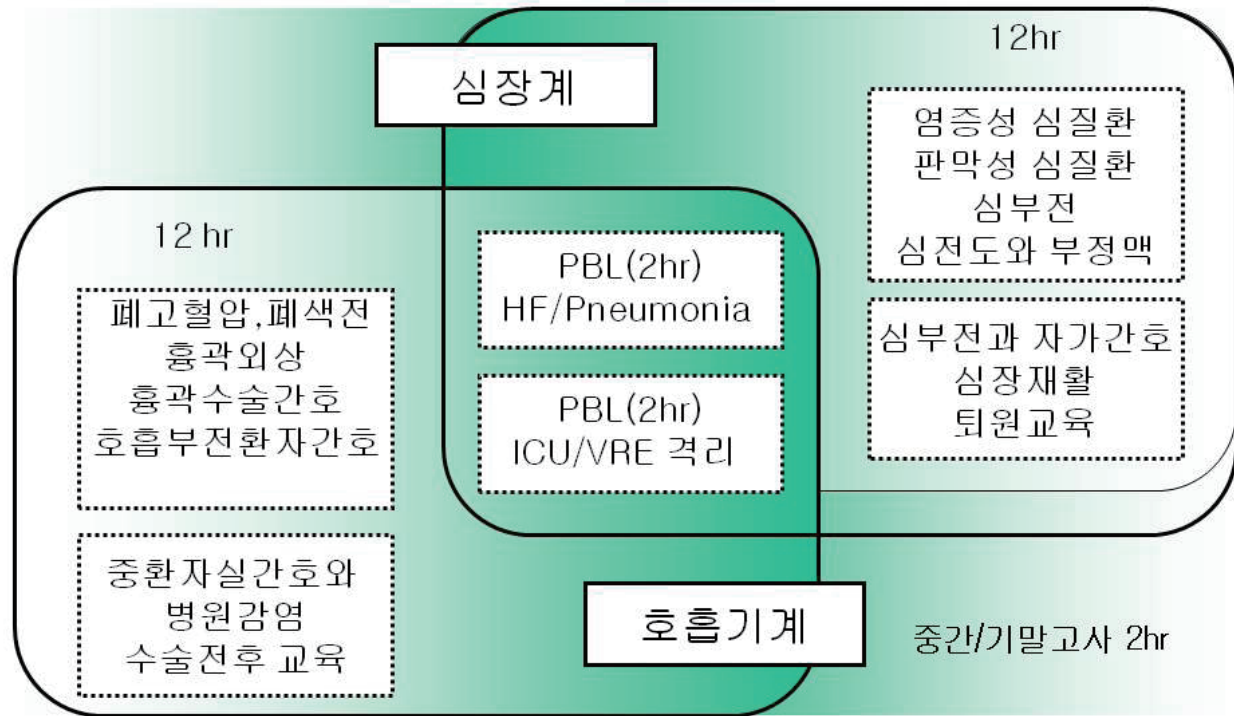 심장계
12hr
염증성 심질환
판막성 심질환
심부전
심전도와 부정맥
심부전과 자가간호
심장재활
퇴원교육
PBL(2hr)
HF/Pneumonia
PBL(2hr)
ICU/VRE 격리
12 hr
폐고혈압,폐색전
흉곽외상
흉곽수술간호
호흡부전환자간호
중환자실간호와
병원감염
수술전후 교육
호흡기계
중간/기말고사 2hr